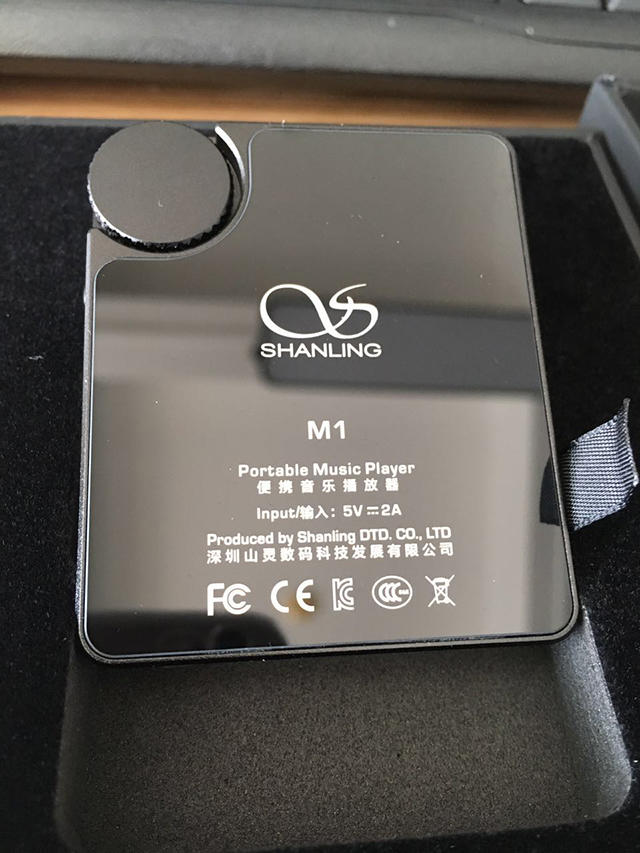 SHANLING
M1
Portable Music Player
便携音乐播放器
Input/输入：5V⎓2A
Produced by Shanling DTD. CO., LTD
深圳山灵数码科技发展有限公司
FC CE KC CCC